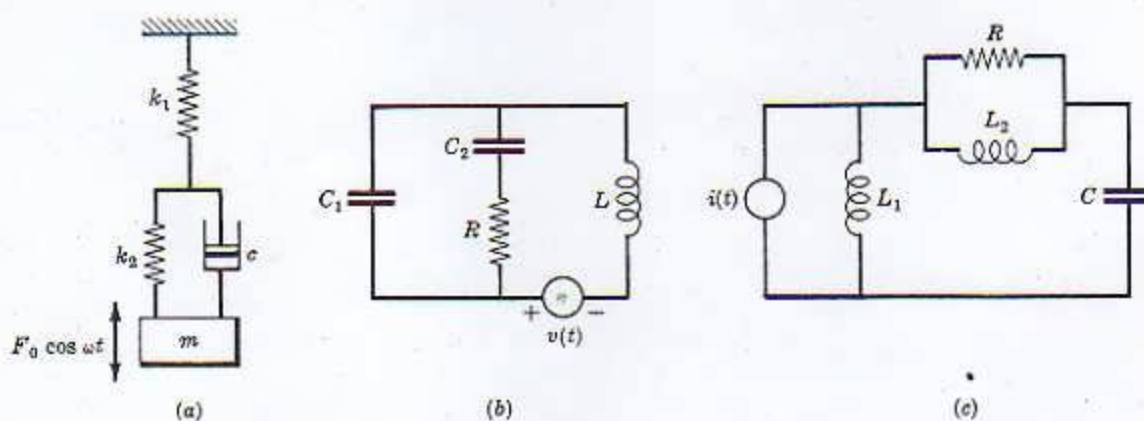 k₁
k₂
c
m
F₀ cos ωt
(a)
C₁
C₂
R
L
+
−
v(t)
(b)
i(t)
L₁
R
L₂
C
(c)